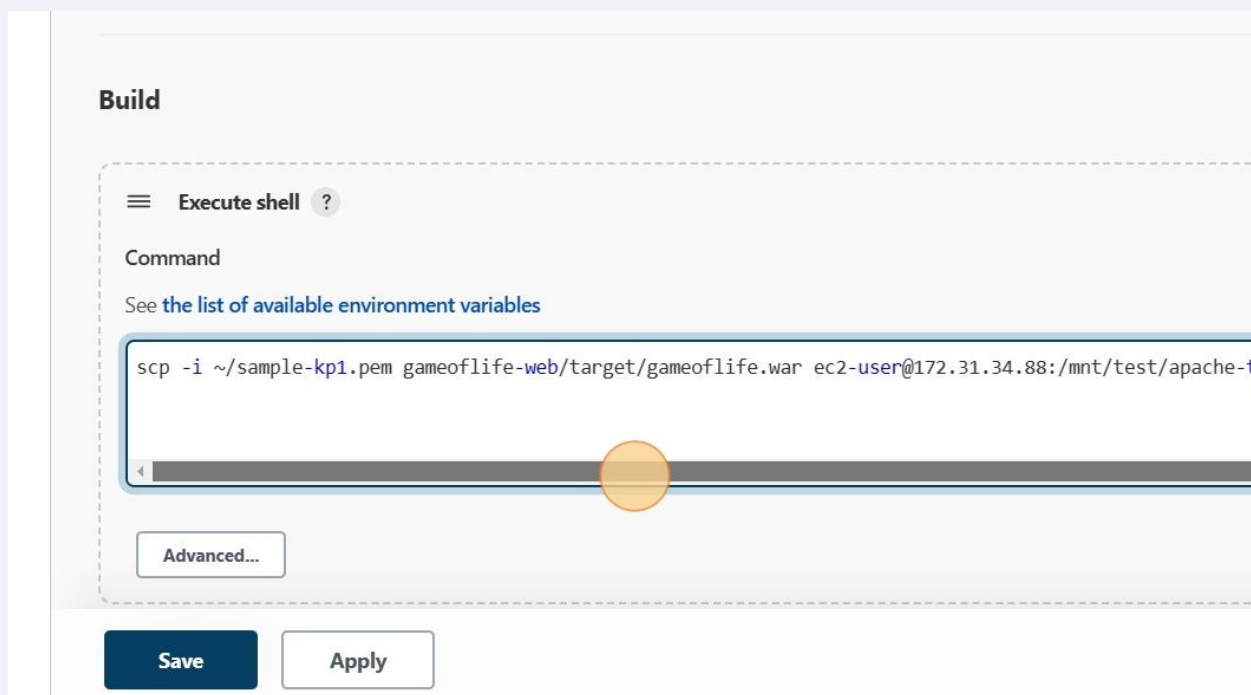 Build
Execute shell ?
Command
See the list of available environment variables
scp -i ~/sample-kp1.pem gameoflife-web/target/gameoflife.war ec2-user@172.31.34.88:/mnt/test/apache-t
Advanced...
Save Apply